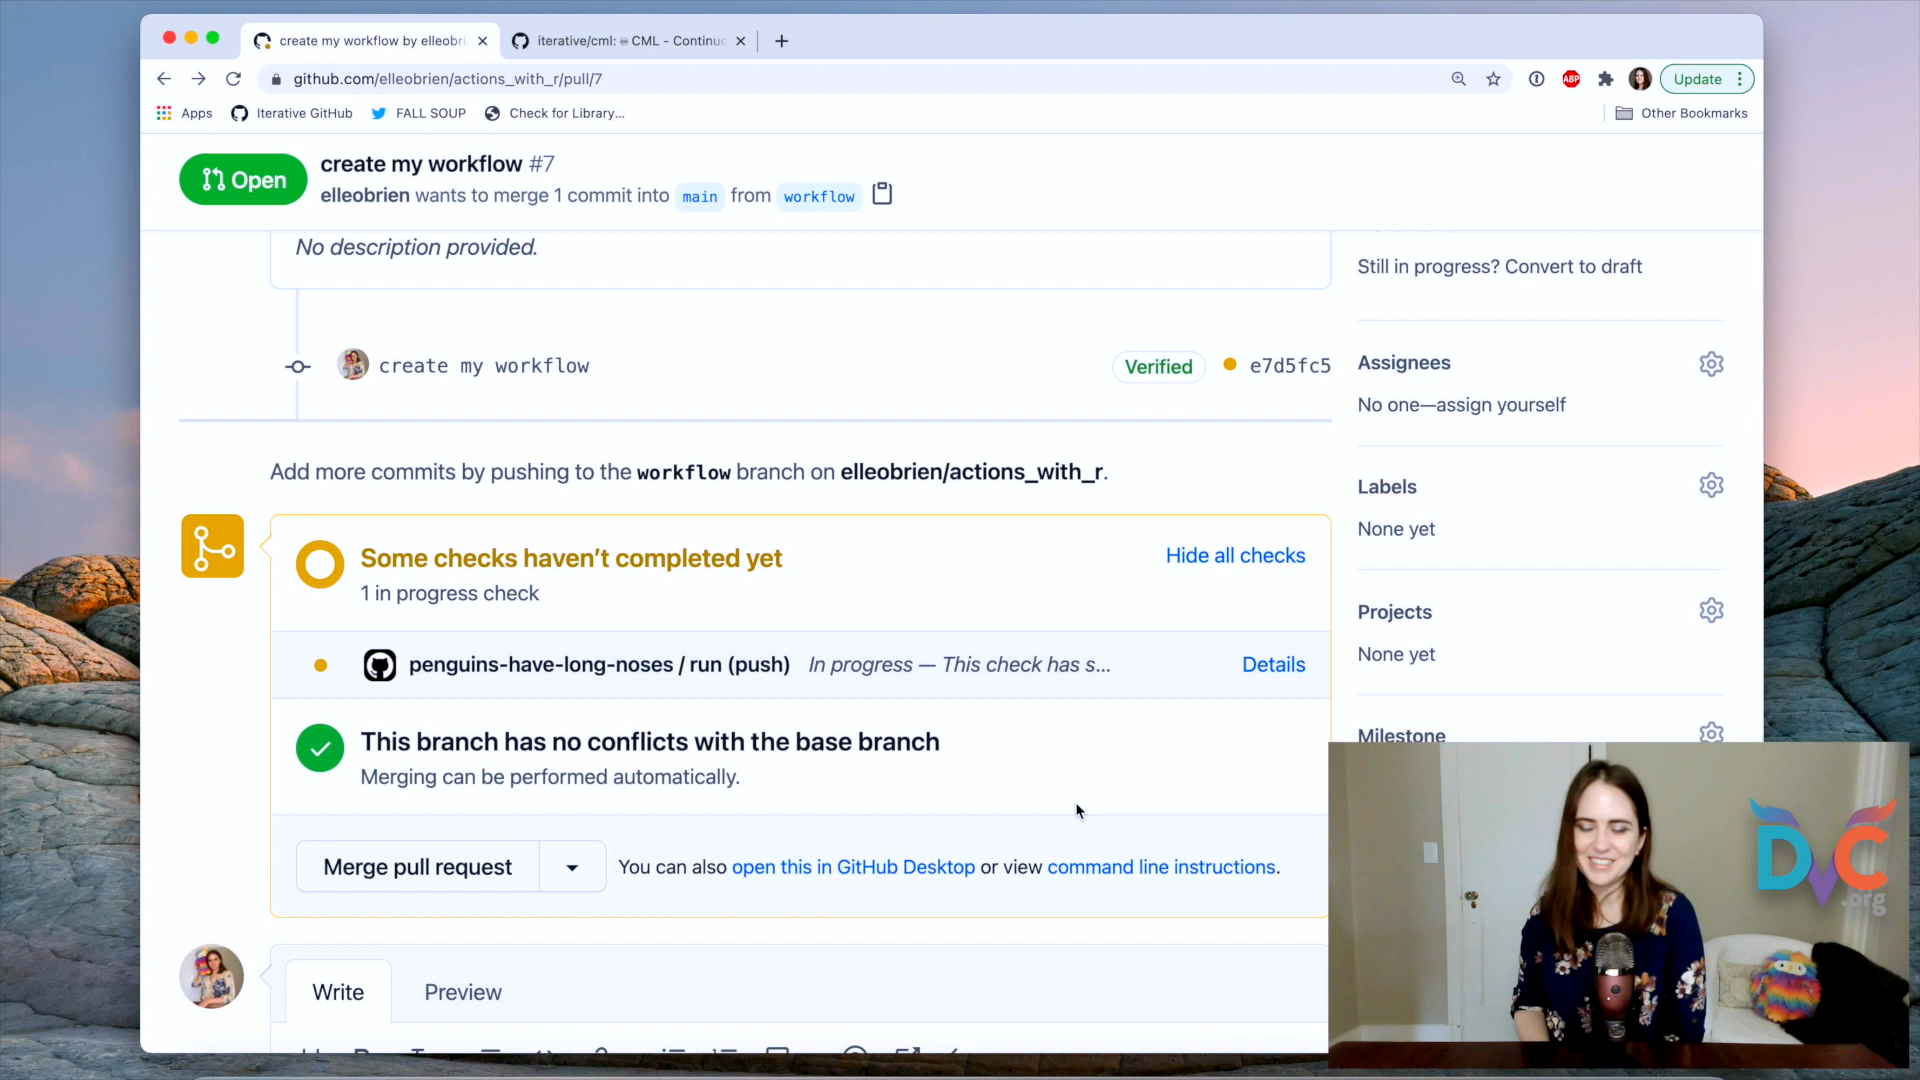 create my workflow by elleobri
iterative/cml: ♾ CML - Continuo
github.com/elleobrien/actions_with_r/pull/7
ABP
Update
Apps
Iterative GitHub
FALL SOUP
Check for Library...
Other Bookmarks
Open
create my workflow #7
elleobrien wants to merge 1 commit into main from workflow
No description provided.
Still in progress? Convert to draft
create my workflow
Verified
e7d5fc5
Assignees
No one—assign yourself
Add more commits by pushing to the workflow branch on elleobrien/actions_with_r.
Labels
None yet
Some checks haven't completed yet
Hide all checks
1 in progress check
Projects
None yet
penguins-have-long-noses / run (push) In progress — This check has s...
Details
This branch has no conflicts with the base branch
Merging can be performed automatically.
Milestone
Merge pull request
You can also open this in GitHub Desktop or view command line instructions.
DVC
.org
Write
Preview